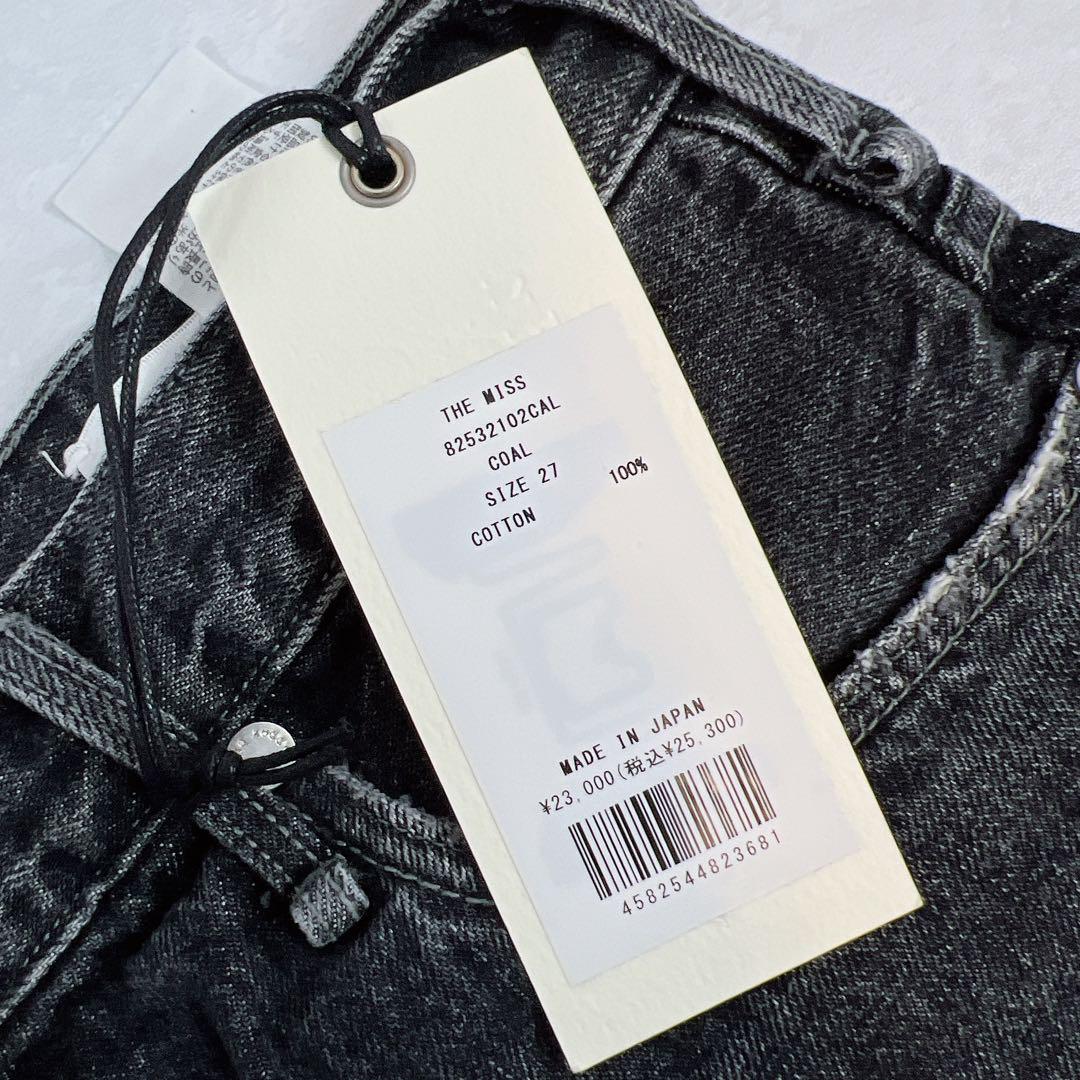 THE MISS
82532102CAL
COAL
SIZE 27
COTTON 100%
MADE IN JAPAN
¥23,000(税込¥25,300)
4582544823681